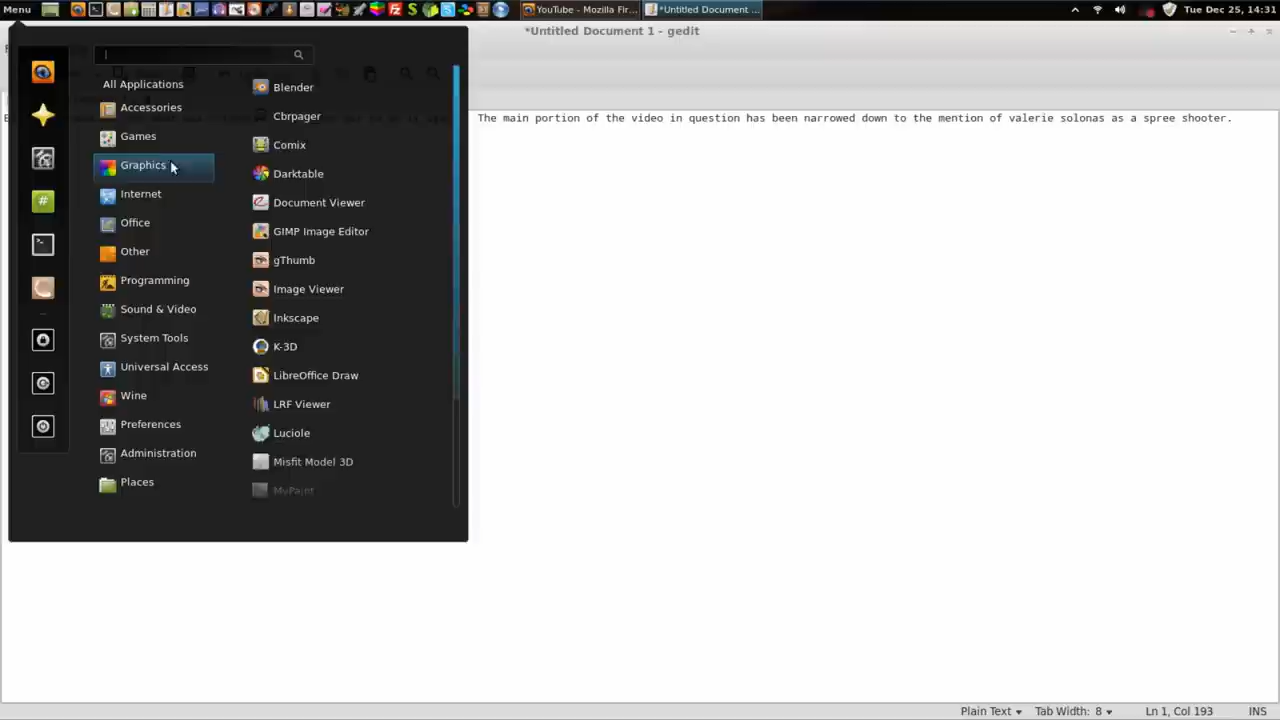 Menu
YouTube - Mozilla Fir...
*Untitled Document ...
Tue Dec 25, 14:31
*Untitled Document 1 - gedit
All Applications
Accessories
Games
Graphics
Internet
Office
Other
Programming
Sound & Video
System Tools
Universal Access
Wine
Preferences
Administration
Places
Blender
Cbrpager
Comix
Darktable
Document Viewer
GIMP Image Editor
gThumb
Image Viewer
Inkscape
K-3D
LibreOffice Draw
LRF Viewer
Luciole
Misfit Model 3D
MyPaint
The main portion of the video in question has been narrowed down to the mention of valerie solonas as a spree shooter.
Plain Text
Tab Width: 8
Ln 1, Col 193
INS